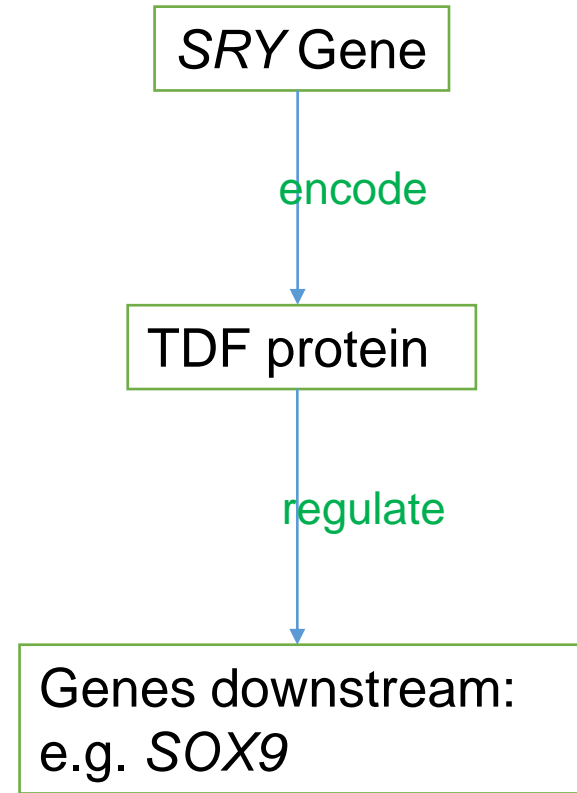 SRY Gene
encode
TDF protein
regulate
Genes downstream:
e.g. SOX9